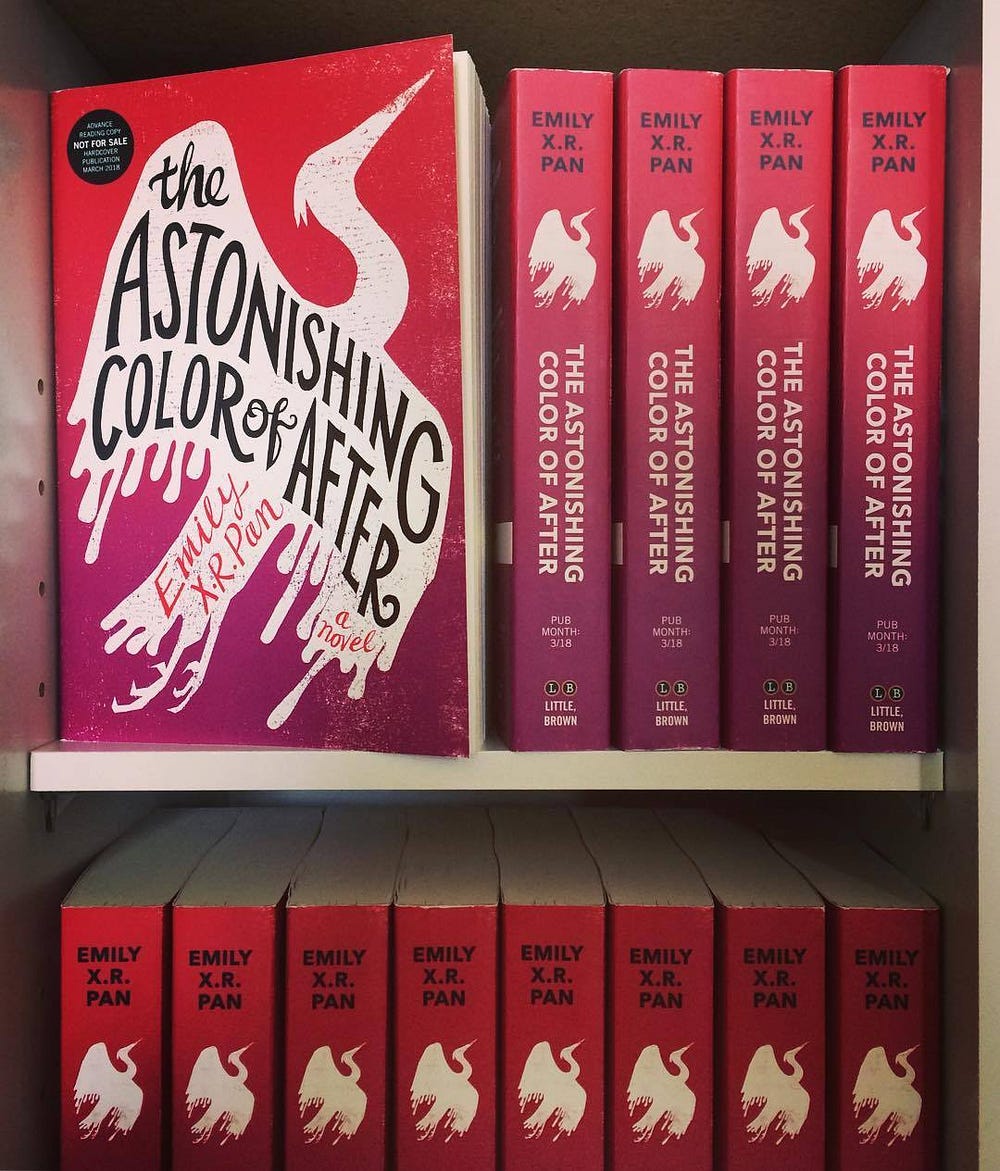 ADVANCE
READING COPY
NOT FOR SALE
HARDCOVER
PUBLICATION
MARCH 2018
the
ASTONISHING
COLOR of AFTER
Emily
X.R.Pan
a
novel
EMILY
X.R.
PAN
THE ASTONISHING
COLOR OF AFTER
PUB
MONTH:
3/18
L B
LITTLE,
BROWN
EMILY
X.R.
PAN
THE ASTONISHING
COLOR OF AFTER
PUB
MONTH:
3/18
L B
LITTLE,
BROWN
EMILY
X.R.
PAN
THE ASTONISHING
COLOR OF AFTER
PUB
MONTH:
3/18
L B
LITTLE,
BROWN
EMILY
X.R.
PAN
THE ASTONISHING
COLOR OF AFTER
PUB
MONTH:
3/18
L B
LITTLE,
BROWN
EMILY
X.R.
PAN
EMILY
X.R.
PAN
EMILY
X.R.
PAN
EMILY
X.R.
PAN
EMILY
X.R.
PAN
EMILY
X.R.
PAN
EMILY
X.R.
PAN
EMILY
X.R.
PAN